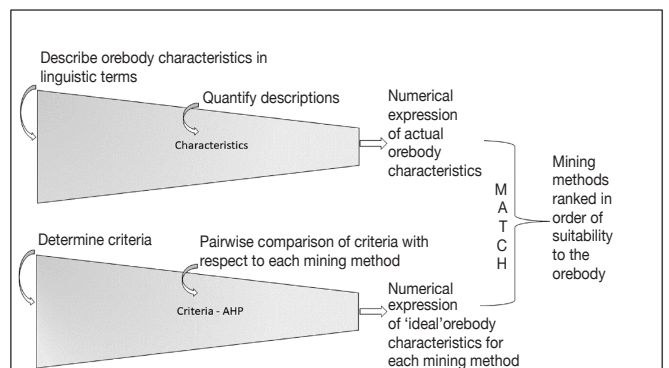 Describe orebody characteristics in
linguistic terms
Quantify descriptions
Characteristics
Numerical
expression
of actual
orebody
characteristics
M
A
T
C
H
Mining
methods
ranked in
order of
suitability
to the
orebody
Determine criteria
Pairwise comparison of criteria with
respect to each mining method
Criteria - AHP
Numerical
expression
of ‘ideal’orebody
characteristics for
each mining method